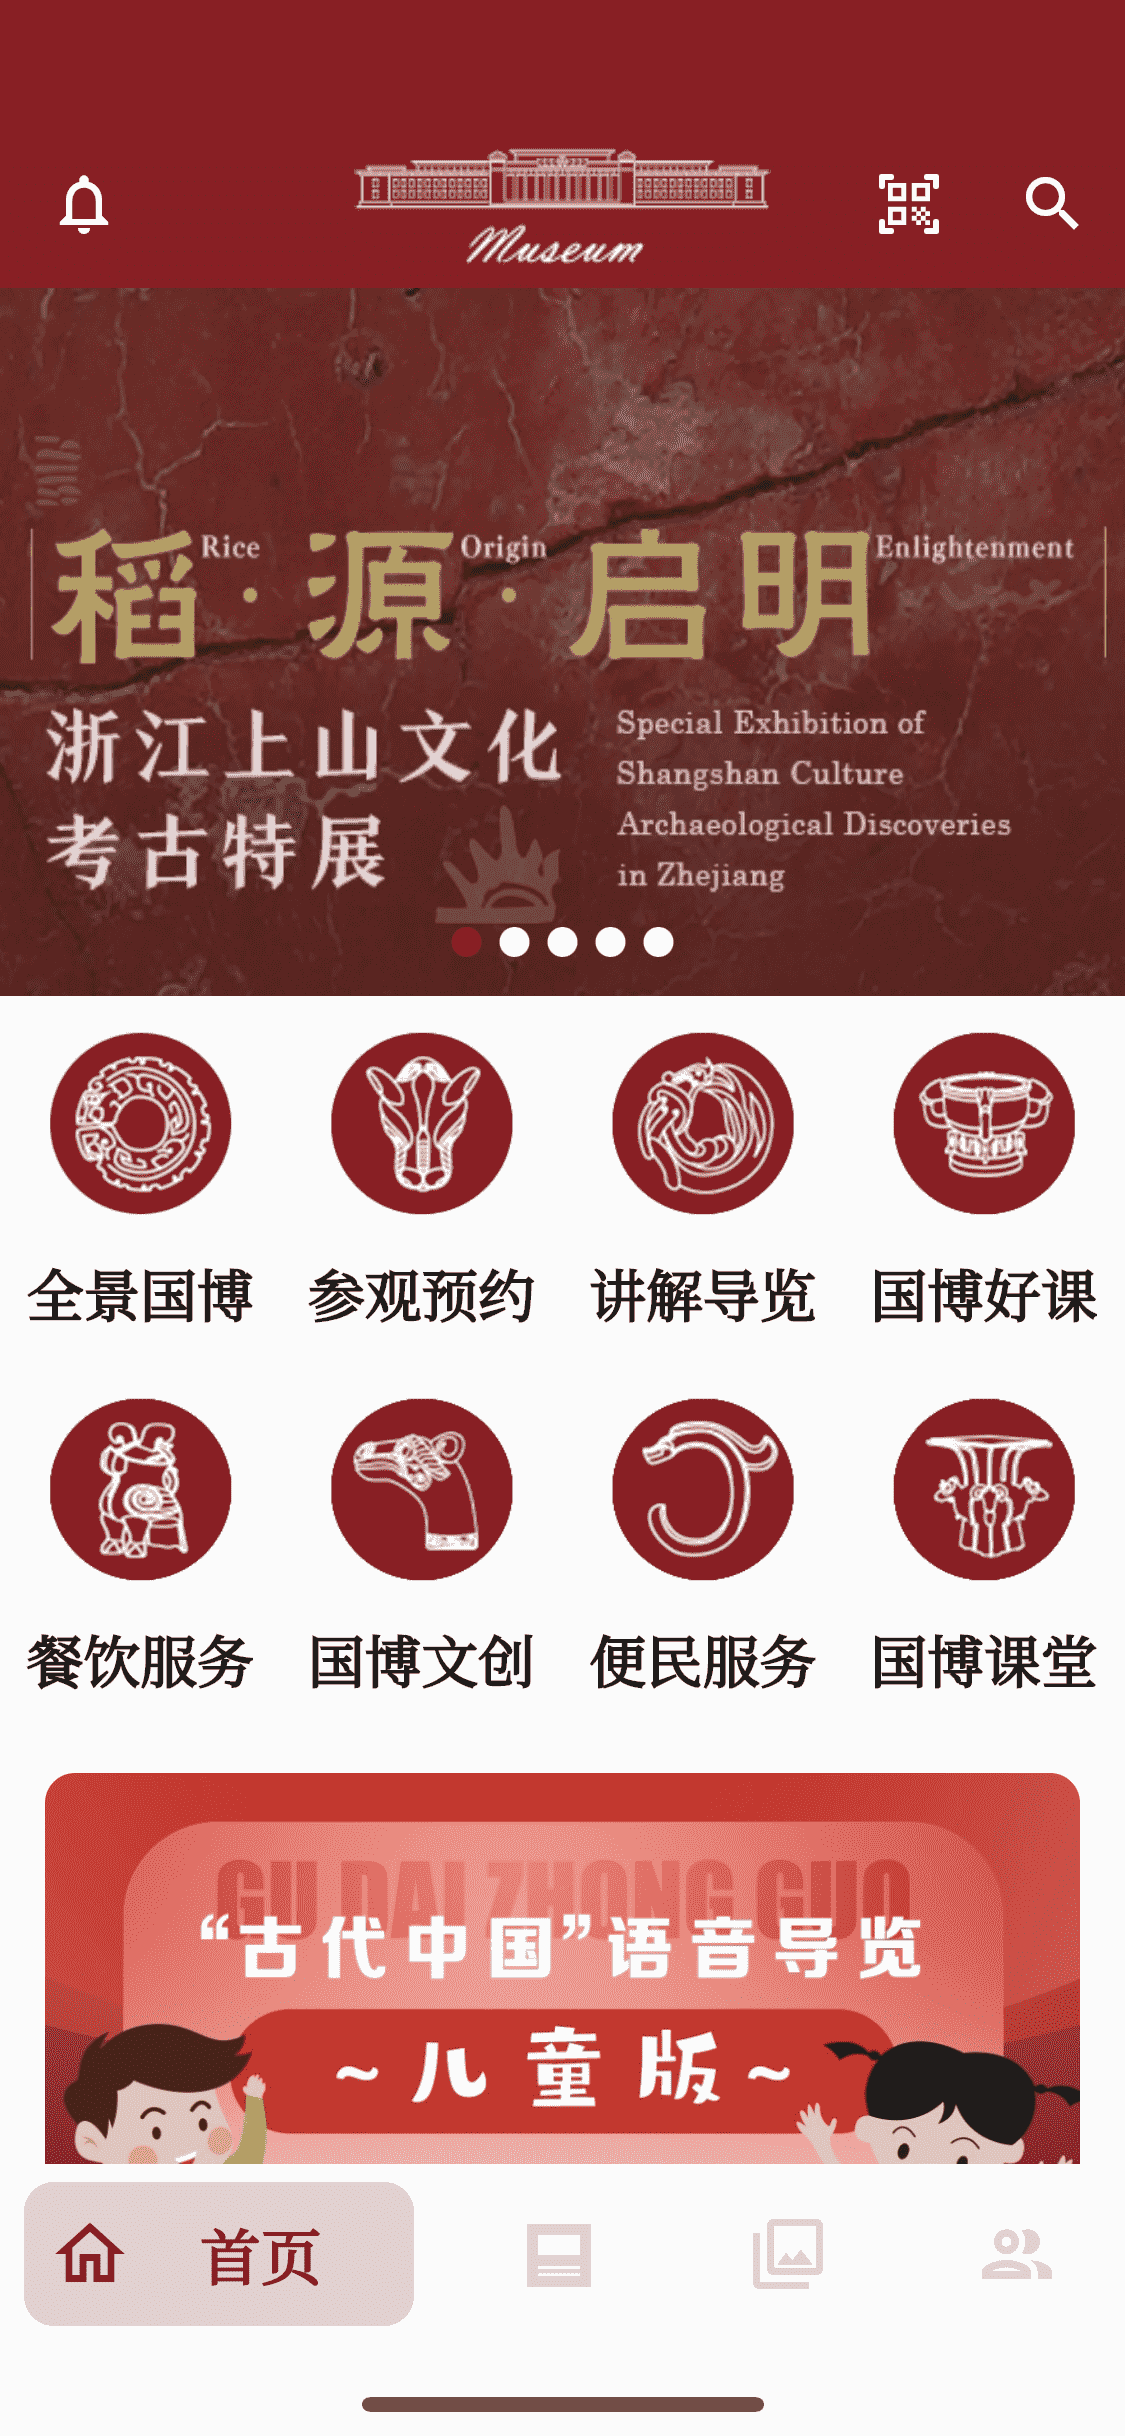 Museum
稻 Rice · 源 Origin · 启明 Enlightenment
浙江上山文化
考古特展
Special Exhibition of
Shangshan Culture
Archaeological Discoveries
in Zhejiang
全景国博 参观预约 讲解导览 国博好课
餐饮服务 国博文创 便民服务 国博课堂
GU DAI ZHONG GUO
“古代中国”语音导览
~儿童版~
首页